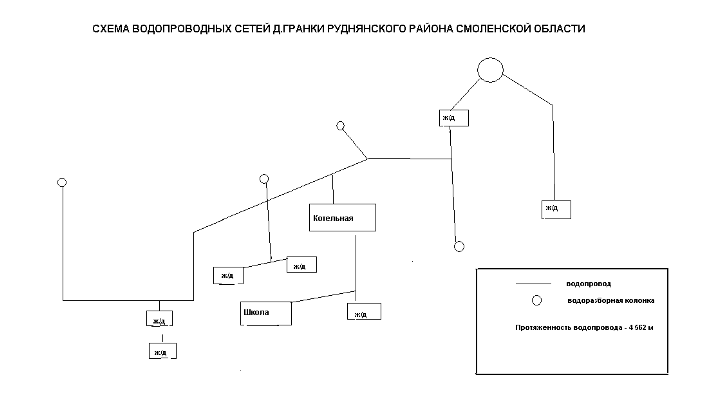 СХЕМА ВОДОПРОВОДНЫХ СЕТЕЙ Д.ГРАНКИ РУДНЯНСКОГО РАЙОНА СМОЛЕНСКОЙ ОБЛАСТИ
ж/д
ж/д
Котельная
ж/д
ж/д
Школа
ж/д
ж/д
ж/д
водопровод
водоразборная колонка
Протяженность водопровода - 4 562 м